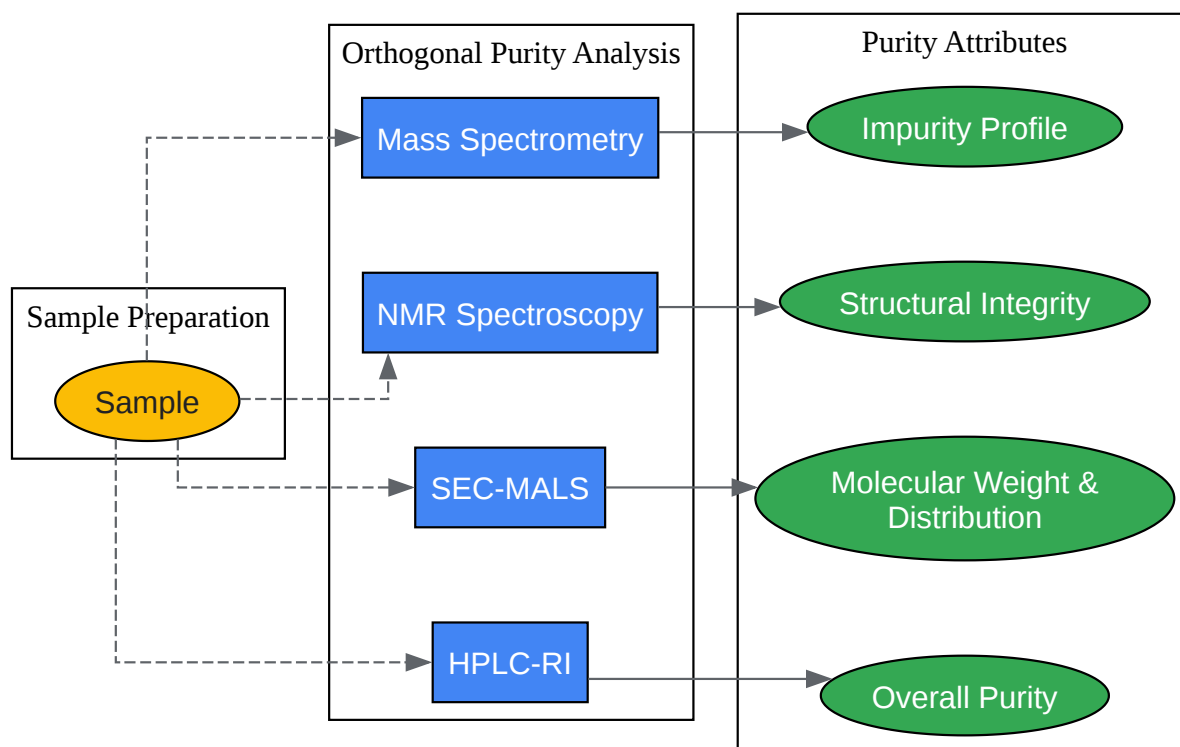 Orthogonal Purity Analysis
Purity Attributes
Mass Spectrometry
Impurity Profile
NMR Spectroscopy
Structural Integrity
Sample Preparation
Sample
SEC-MALS
Molecular Weight &
Distribution
HPLC-RI
Overall Purity